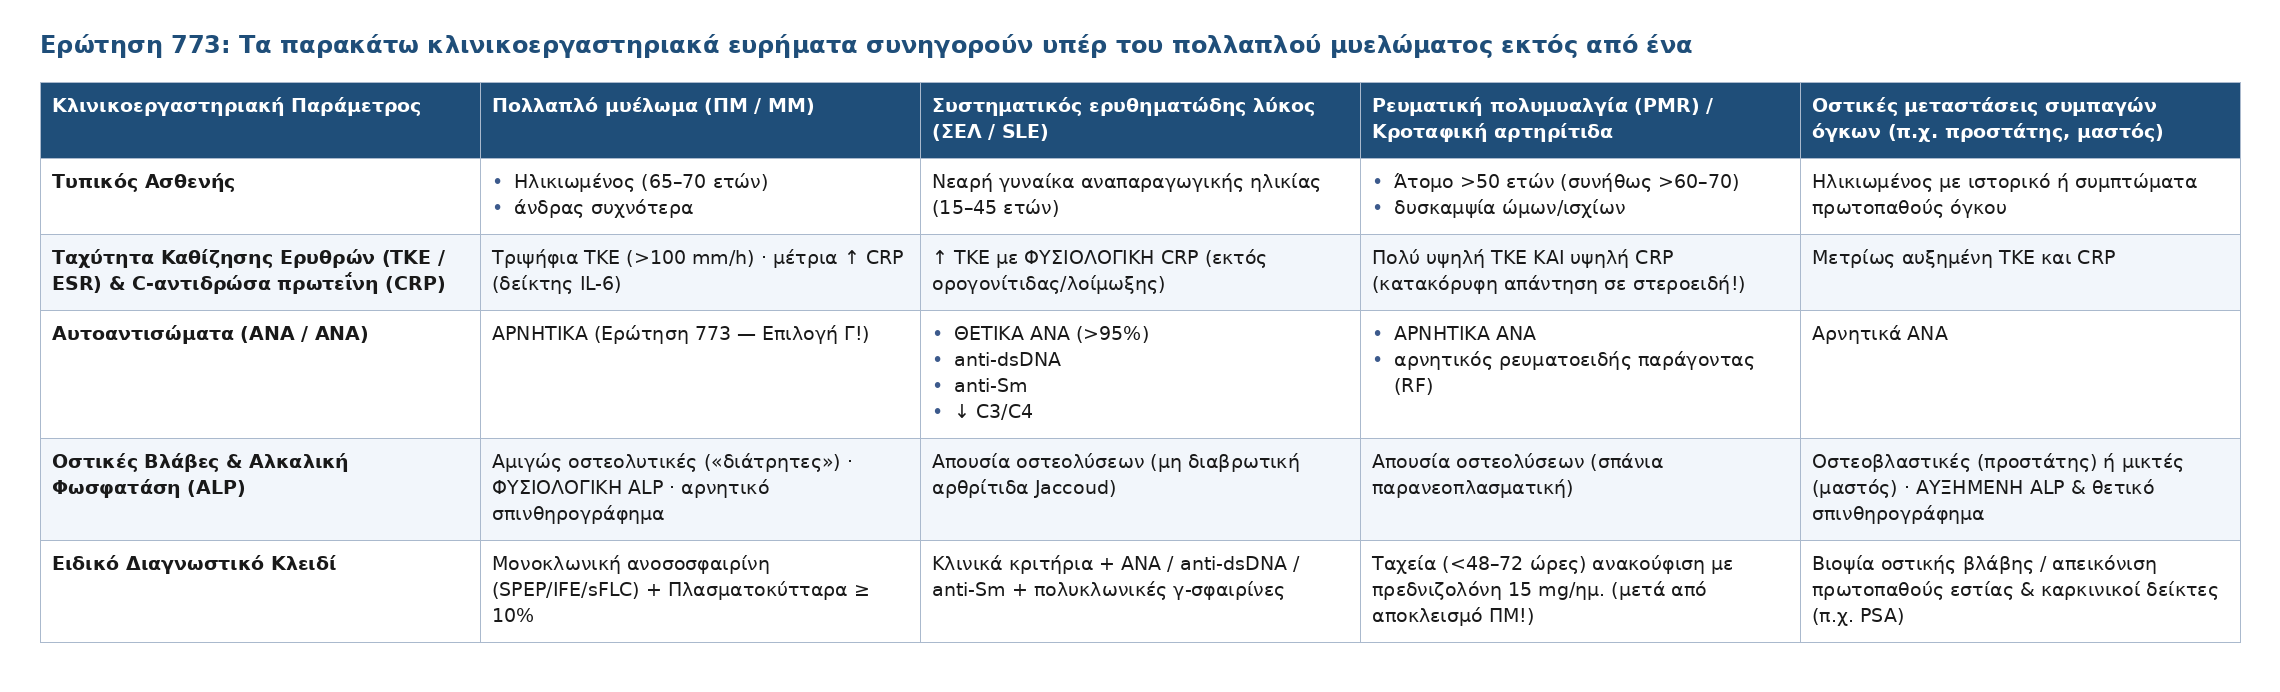 Ερώτηση 773: Τα παρακάτω κλινικοεργαστηριακά ευρήματα συνηγορούν υπέρ του πολλαπλού μυελώματος εκτός από ένα
Κλινικοεργαστηριακή Παράμετρος
Πολλαπλό μυέλωμα (ΠΜ / MM)
Συστηματικός ερυθηματώδης λύκος
(ΣΕΛ / SLE)
Ρευματική πολυμυαλγία (PMR) /
Κροταφική αρτηρίτιδα
Οστικές μεταστάσεις συμπαγών
όγκων (π.χ. προστάτης, μαστός)
Τυπικός Ασθενής
• Ηλικιωμένος (65–70 ετών)
• άνδρας συχνότερα
Νεαρή γυναίκα αναπαραγωγικής ηλικίας
(15–45 ετών)
• Άτομο >50 ετών (συνήθως >60–70)
• δυσκαμψία ώμων/ισχίων
Ηλικιωμένος με ιστορικό ή συμπτώματα
πρωτοπαθούς όγκου
Ταχύτητα Καθίζησης Ερυθρών (ΤΚΕ /
ESR) & C-αντιδρώσα πρωτεΐνη (CRP)
Τριψήφια ΤΚΕ (>100 mm/h) · μέτρια ↑ CRP
(δείκτης IL-6)
↑ ΤΚΕ με ΦΥΣΙΟΛΟΓΙΚΗ CRP (εκτός
ορογονίτιδας/λοίμωξης)
Πολύ υψηλή ΤΚΕ ΚΑΙ υψηλή CRP
(κατακόρυφη απάντηση σε στεροειδή!)
Μετρίως αυξημένη ΤΚΕ και CRP
Αυτοαντισώματα (ΑΝΑ / ANA)
ΑΡΝΗΤΙΚΑ (Ερώτηση 773 — Επιλογή Γ!)
• ΘΕΤΙΚΑ ΑΝΑ (>95%)
• anti-dsDNA
• anti-Sm
• ↓ C3/C4
• ΑΡΝΗΤΙΚΑ ΑΝΑ
• αρνητικός ρευματοειδής παράγοντας
(RF)
Αρνητικά ΑΝΑ
Οστικές Βλάβες & Αλκαλική
Φωσφατάση (ALP)
Αμιγώς οστεολυτικές («διάτρητες») ·
ΦΥΣΙΟΛΟΓΙΚΗ ALP · αρνητικό
σπινθηρογράφημα
Απουσία οστεολύσεων (μη διαβρωτική
αρθρίτιδα Jaccoud)
Απουσία οστεολύσεων (σπάνια
παρανεοπλασματική)
Οστεοβλαστικές (προστάτης) ή μικτές
(μαστός) · ΑΥΞΗΜΕΝΗ ALP & θετικό
σπινθηρογράφημα
Ειδικό Διαγνωστικό Κλειδί
Μονοκλωνική ανοσοσφαιρίνη
(SPEP/IFE/sFLC) + Πλασματοκύτταρα ≥
10%
Κλινικά κριτήρια + ANA / anti-dsDNA /
anti-Sm + πολυκλωνικές γ-σφαιρίνες
Ταχεία (<48–72 ώρες) ανακούφιση με
πρεδνιζολόνη 15 mg/ημ. (μετά από
αποκλεισμό ΠΜ!)
Βιοψία οστικής βλάβης / απεικόνιση
πρωτοπαθούς εστίας & καρκινικοί δείκτες
(π.χ. PSA)